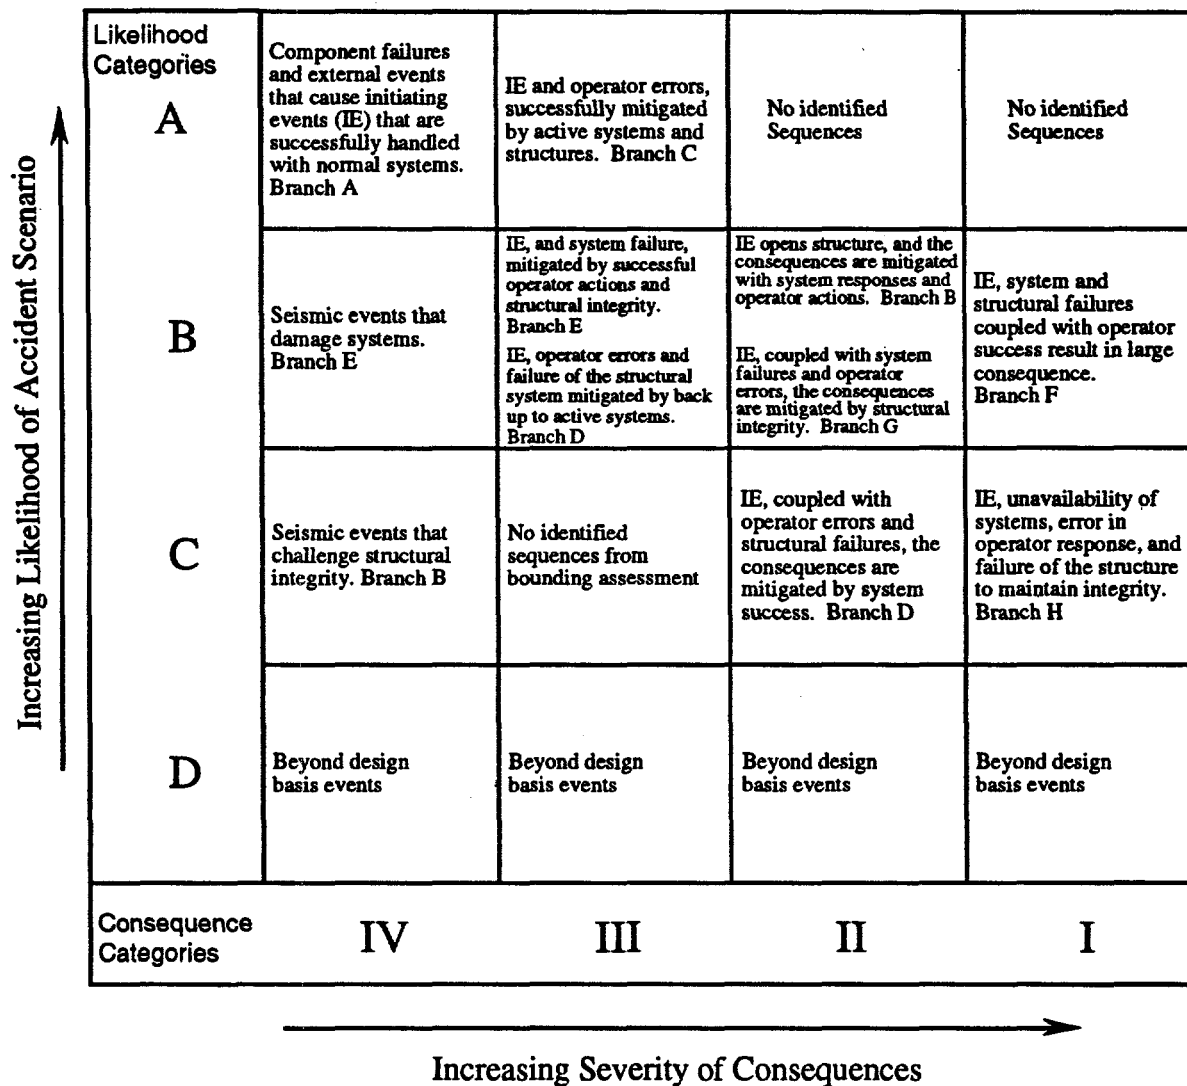 Increasing Likelihood of Accident Scenario
Likelihood
Categories
A
Component failures
and external events
that cause initiating
events (IE) that are
successfully handled
with normal systems.
Branch A
IE and operator errors,
successfully mitigated
by active systems and
structures. Branch C
No identified
Sequences
No identified
Sequences
B
Seismic events that
damage systems.
Branch E
IE, and system failure,
mitigated by successful
operator actions and
structural integrity.
Branch E
IE, operator errors and
failure of the structural
system mitigated by back
up to active systems.
Branch D
IE opens structure, and the
consequences are mitigated
with system responses and
operator actions. Branch B
IE, coupled with system
failures and operator
errors, the consequences
are mitigated by structural
integrity. Branch G
IE, system and
structural failures
coupled with operator
success result in large
consequence.
Branch F
C
Seismic events that
challenge structural
integrity. Branch B
No identified
sequences from
bounding assessment
IE, coupled with
operator errors and
structural failures, the
consequences are
mitigated by system
success. Branch D
IE, unavailability of
systems, error in
operator response, and
failure of the structure
to maintain integrity.
Branch H
D
Beyond design
basis events
Beyond design
basis events
Beyond design
basis events
Beyond design
basis events
Consequence
Categories
IV
III
II
I
Increasing Severity of Consequences